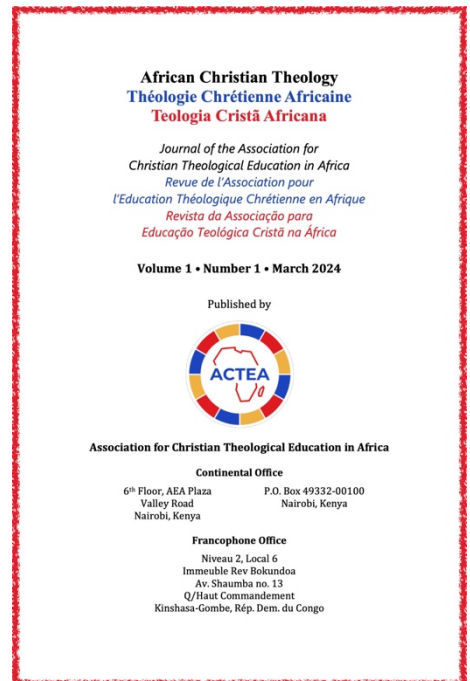 African Christian Theology
Théologie Chrétienne Africaine
Teologia Cristã Africana
Journal of the Association for
Christian Theological Education in Africa
Revue de l'Association pour
l'Education Théologique Chrétienne en Afrique
Revista da Associação para
Educação Teológica Cristã na África
Volume 1 • Number 1 • March 2024
Published by
ACTEA
Association for Christian Theological Education in Africa
Continental Office
6th Floor, AEA Plaza
Valley Road
Nairobi, Kenya
P.O. Box 49332-00100
Nairobi, Kenya
Francophone Office
Niveau 2, Local 6
Immeuble Rev Bokundoa
Av. Shaumba no. 13
Q/Haut Commandement
Kinshasa-Gombe, Rép. Dem. du Congo